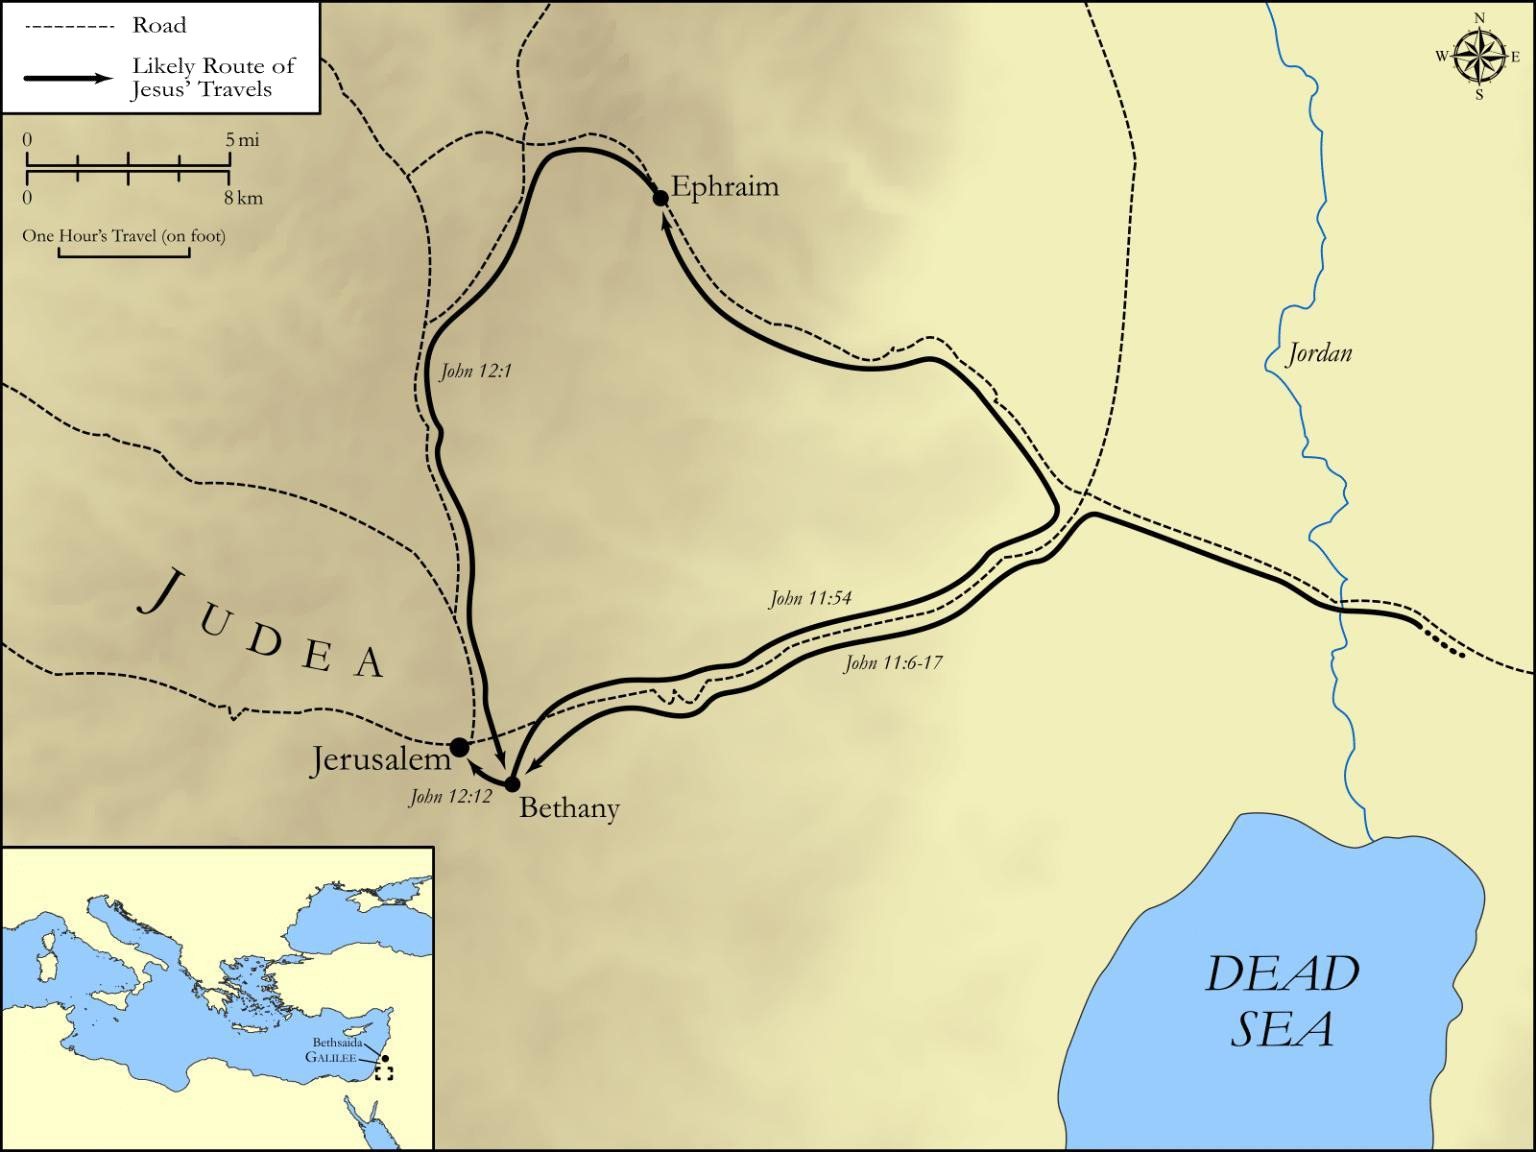 Road
Likely Route of
Jesus' Travels
0 5 mi
0 8 km
One Hour's Travel (on foot)
N
W E
S
Ephraim
Jordan
John 12:1
John 11:54
John 11:6-17
JUDEA
Jerusalem
John 12:12
Bethany
DEAD
SEA
Bethsaida
GALILEE